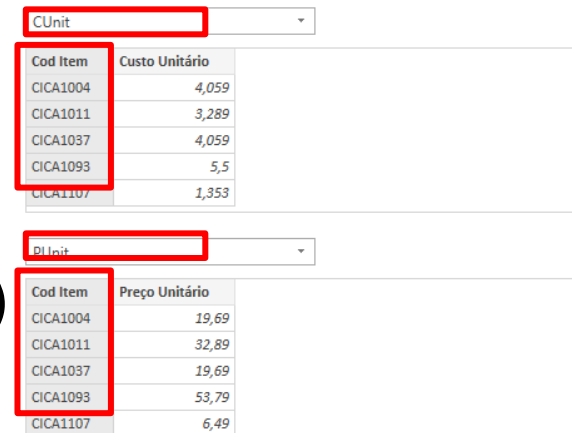 CUnit
Cod Item Custo Unitário
CICA1004 4,059
CICA1011 3,289
CICA1037 4,059
CICA1093 5,5
CICA1107 1,353
PUnit
Cod Item Preço Unitário
CICA1004 19,69
CICA1011 32,89
CICA1037 19,69
CICA1093 53,79
CICA1107 6,49